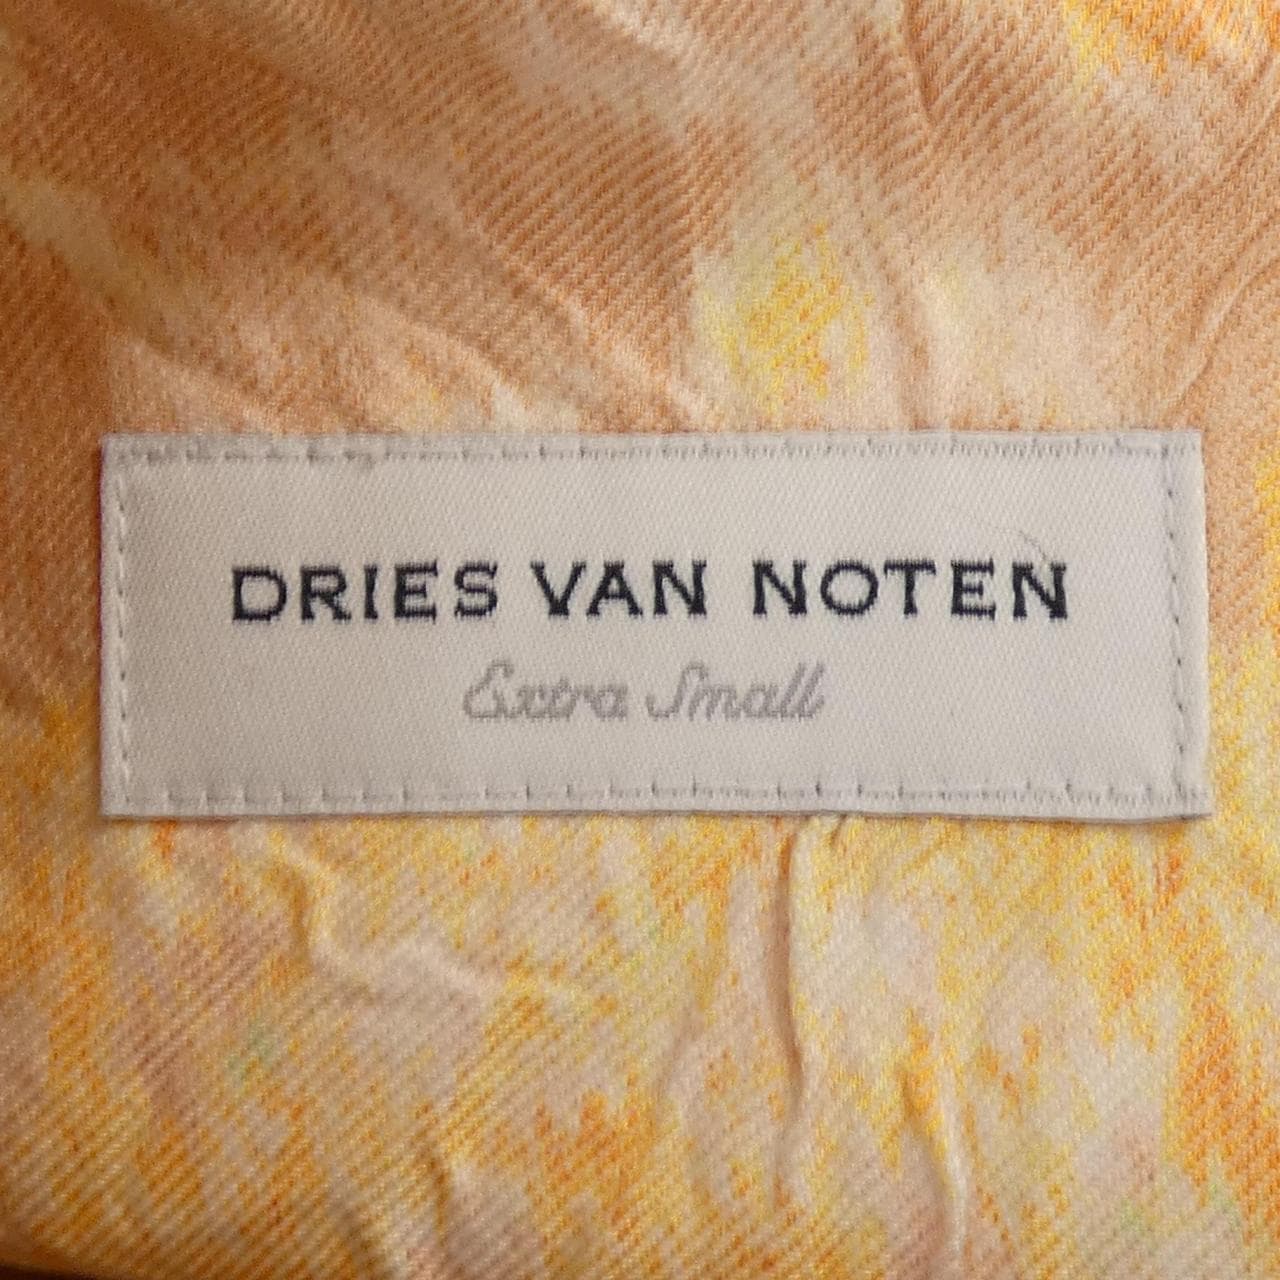 DRIES VAN NOTEN
Extra Small